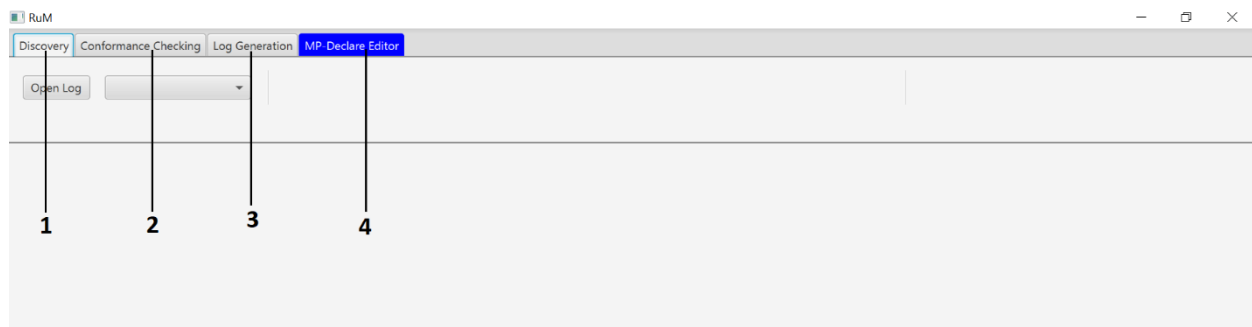 RuM
Discovery Conformance Checking Log Generation MP-Declare Editor
Open Log
1 2 3 4